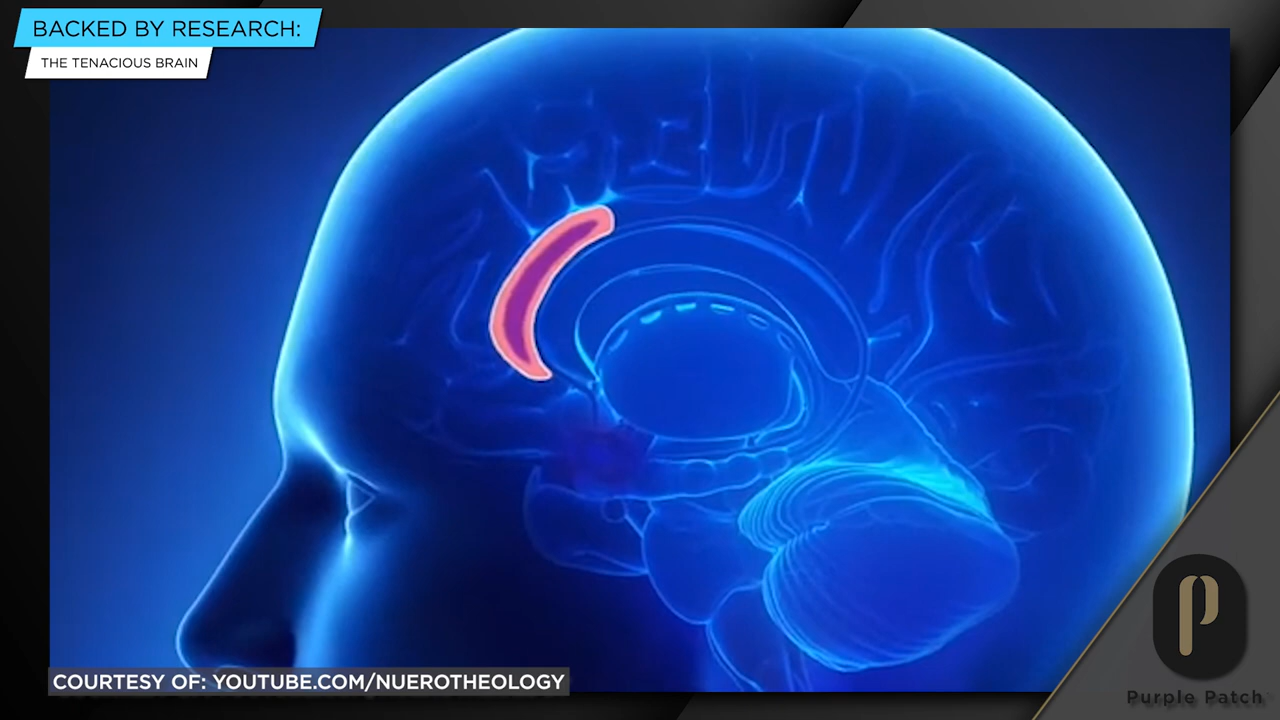 BACKED BY RESEARCH:
THE TENACIOUS BRAIN
COURTESY OF: YOUTUBE.COM/NUEROTHEOLOGY
P
Purple Patch